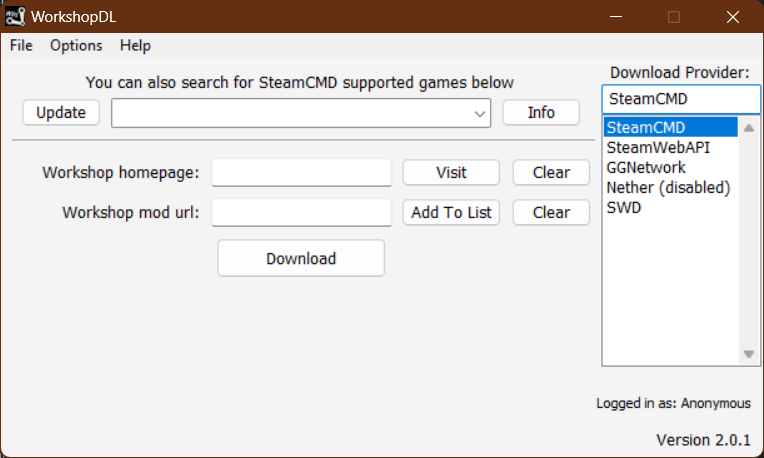 WorkshopDL
File Options Help
You can also search for SteamCMD supported games below
Update
Info
Workshop homepage:
Visit
Clear
Workshop mod url:
Add To List
Clear
Download
Download Provider:
SteamCMD
SteamCMD
SteamWebAPI
GGNetwork
Nether (disabled)
SWD
Logged in as: Anonymous
Version 2.0.1